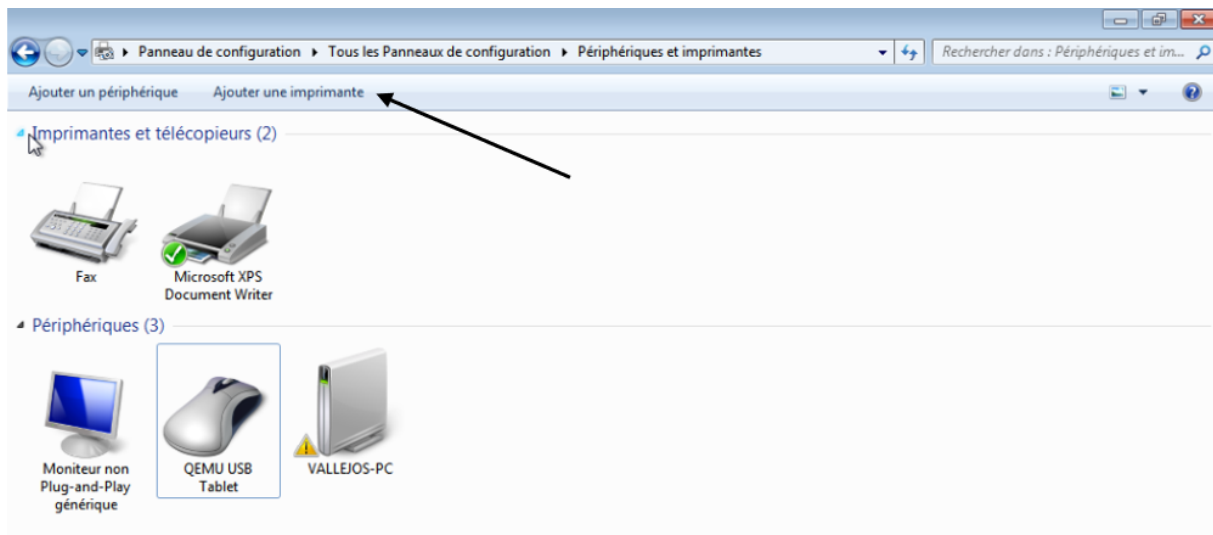 Panneau de configuration ▸ Tous les Panneaux de configuration ▸ Périphériques et imprimantes
Rechercher dans : Périphériques et im...
Ajouter un périphérique Ajouter une imprimante
Imprimantes et télécopieurs (2)
Fax
Microsoft XPS
Document Writer
Périphériques (3)
Moniteur non
Plug-and-Play
générique
QEMU USB
Tablet
VALLEJOS-PC